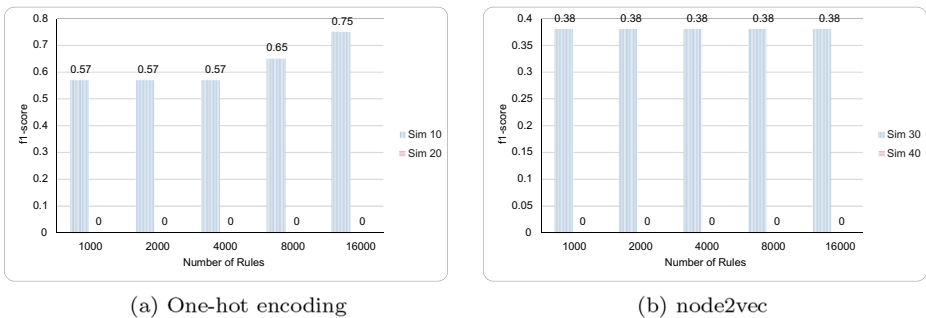 0.8
0.7
0.6
0.5
0.4
0.3
0.2
0.1
0
f1-score
0.57 0.57 0.57 0.65 0.75
0 0 0 0 0
1000 2000 4000 8000 16000
Number of Rules
Sim 10
Sim 20
(a) One-hot encoding
0.4
0.35
0.3
0.25
0.2
0.15
0.1
0.05
0
f1-score
0.38 0.38 0.38 0.38 0.38
0 0 0 0 0
1000 2000 4000 8000 16000
Number of Rules
Sim 30
Sim 40
(b) node2vec